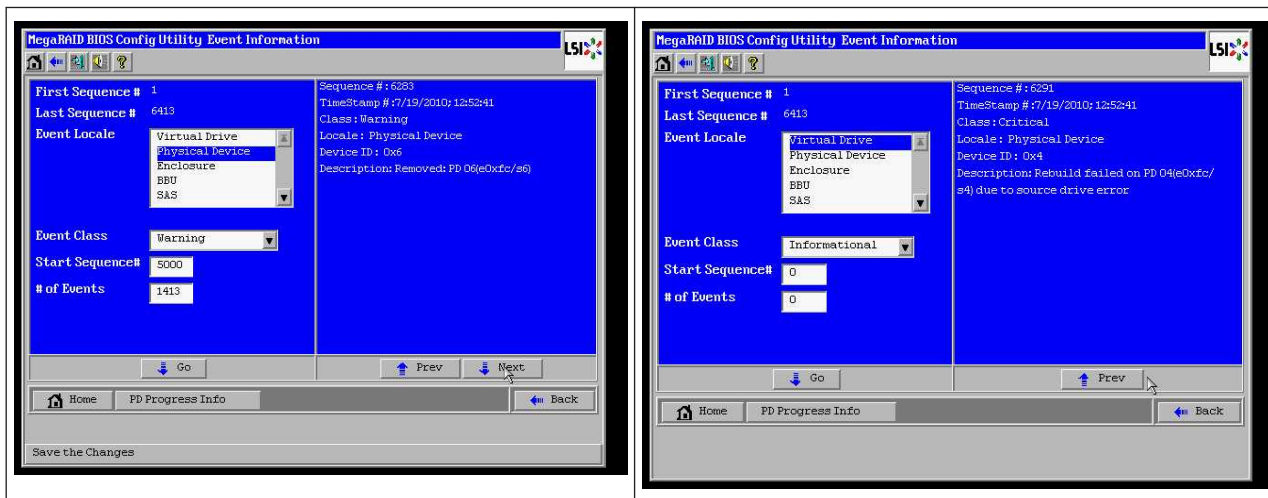 MegaRAID BIOS Config Utility Event Information
LSI
First Sequence # 1
Last Sequence # 6413
Event Locale
Virtual Drive
Physical Device
Enclosure
BBU
SAS
Event Class Warning
Start Sequence# 5000
# of Events 1413
Go
Sequence #:6283
TimeStamp #:7/19/2010; 12:52:41
Class: Warning
Locale: Physical Device
Device ID: 0x6
Description: Removed: PD 06(e0xfc/s6)
Prev Next
Home PD Progress Info Back
Save the Changes
MegaRAID BIOS Config Utility Event Information
LSI
First Sequence # 1
Last Sequence # 6413
Event Locale
Virtual Drive
Physical Device
Enclosure
BBU
SAS
Event Class Informational
Start Sequence# 0
# of Events 0
Go
Sequence #:6291
TimeStamp #:7/19/2010; 12:52:41
Class: Critical
Locale: Physical Device
Device ID: 0x4
Description: Rebuild failed on PD 04(e0xfc/
s4) due to source drive error
Prev
Home PD Progress Info Back